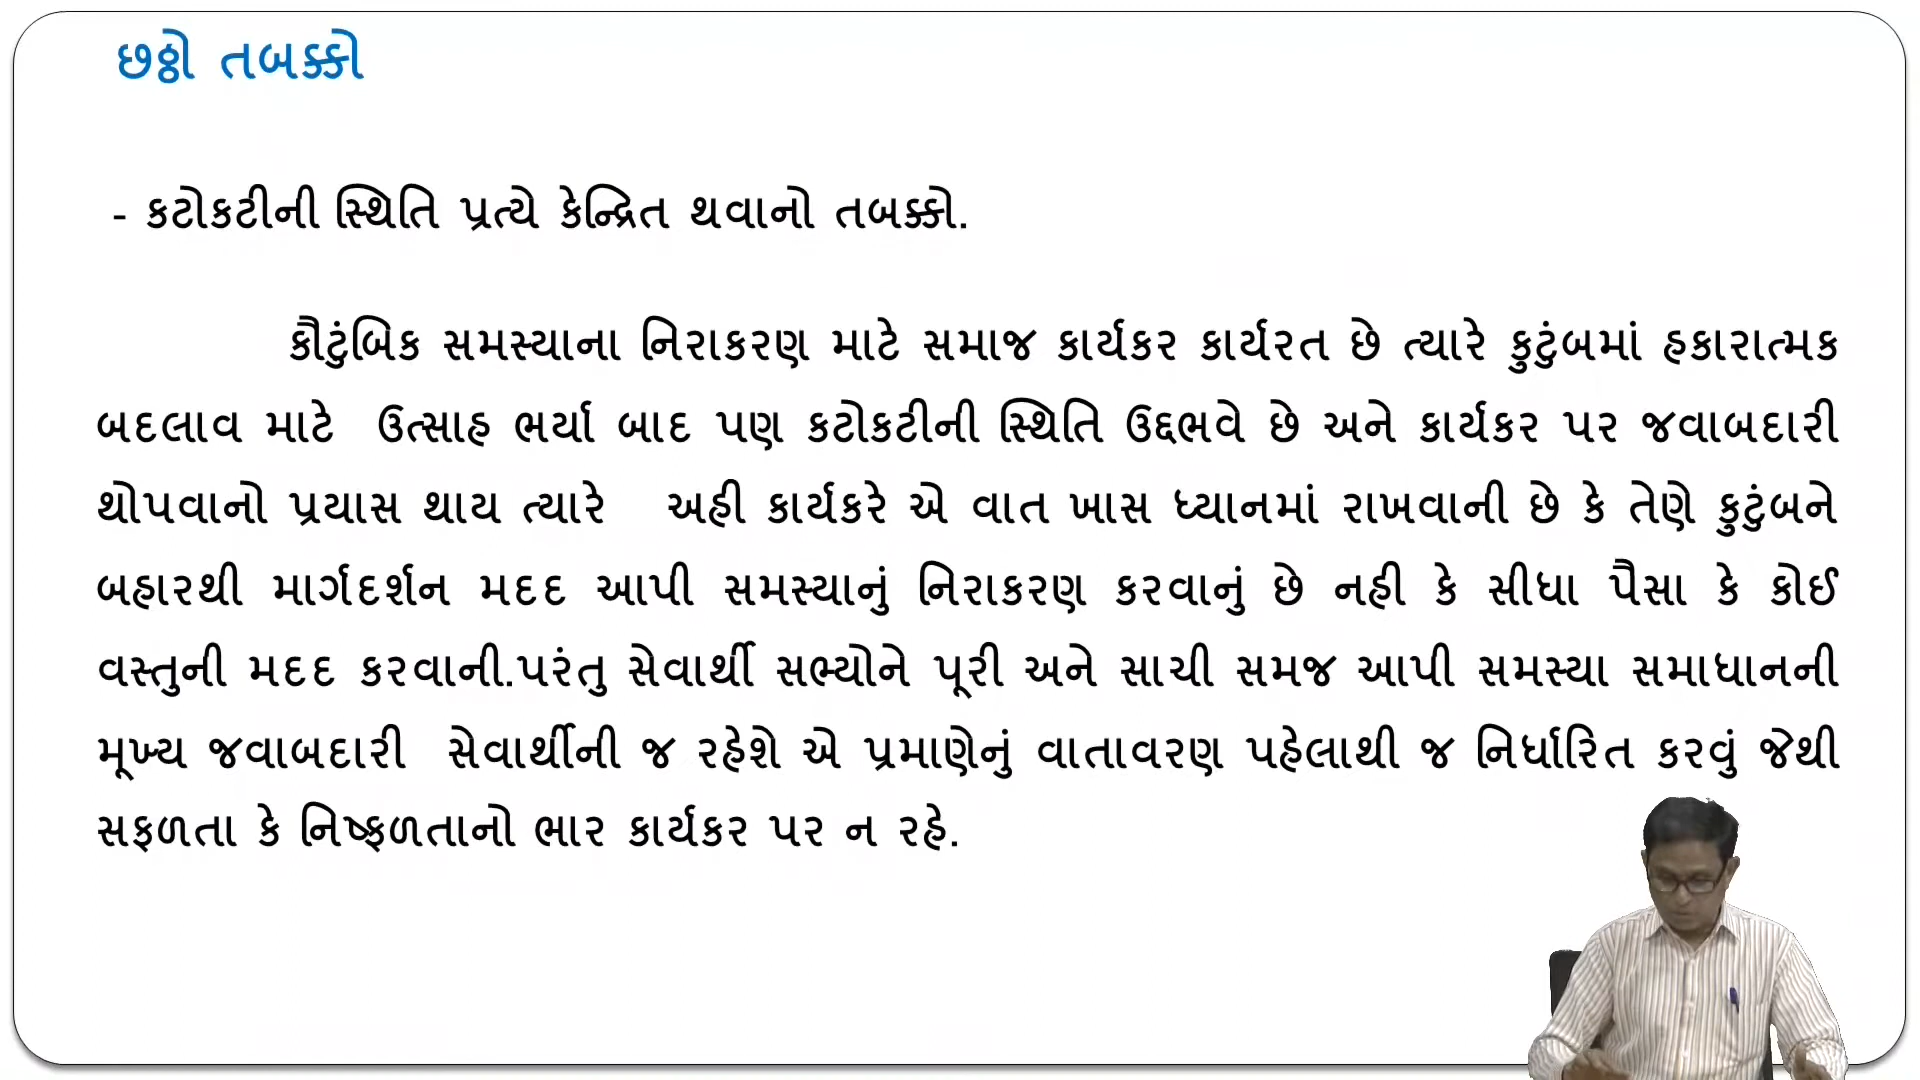 છઠ્ઠો તબક્કો
- કટોકટીની સ્થિતિ પ્રત્યે કેન્દ્રિત થવાનો તબક્કો.
કૌટુંબિક સમસ્યાના નિરાકરણ માટે સમાજ કાર્યકર કાર્યરત છે ત્યારે કુટુંબમાં હકારાત્મક
બદલાવ માટે ઉત્સાહ ભર્યા બાદ પણ કટોકટીની સ્થિતિ ઉદ્દભવે છે અને કાર્યકર પર જવાબદારી
થોપવાનો પ્રયાસ થાય ત્યારે અહી કાર્યકરે એ વાત ખાસ ધ્યાનમાં રાખવાની છે કે તેણે કુટુંબને
બહારથી માર્ગદર્શન મદદ આપી સમસ્યાનું નિરાકરણ કરવાનું છે નહી કે સીધા પૈસા કે કોઈ
વસ્તુની મદદ કરવાની.પરંતુ સેવાર્થી સભ્યોને પૂરી અને સાચી સમજ આપી સમસ્યા સમાધાનની
મૂખ્ય જવાબદારી સેવાર્થીની જ રહેશે એ પ્રમાણેનું વાતાવરણ પહેલાથી જ નિર્ધારિત કરવું જેથી
સફળતા કે નિષ્ફળતાનો ભાર કાર્યકર પર ન રહે.